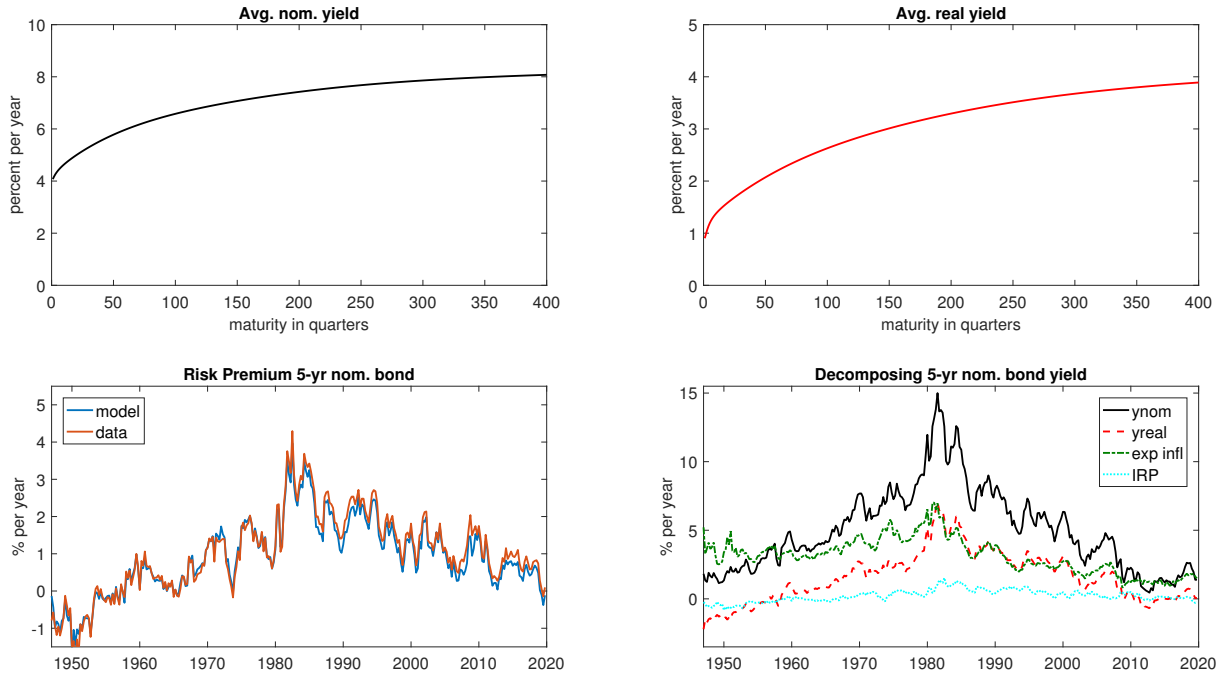 Avg. nom. yield
percent per year
10
8
6
4
2
0
0 50 100 150 200 250 300 350 400
maturity in quarters
Avg. real yield
percent per year
5
4
3
2
1
0
0 50 100 150 200 250 300 350 400
maturity in quarters
Risk Premium 5-yr nom. bond
% per year
5
4
3
2
1
0
-1
model
data
1950 1960 1970 1980 1990 2000 2010 2020
Decomposing 5-yr nom. bond yield
% per year
15
10
5
0
ynom
yreal
exp infl
IRP
1950 1960 1970 1980 1990 2000 2010 2020